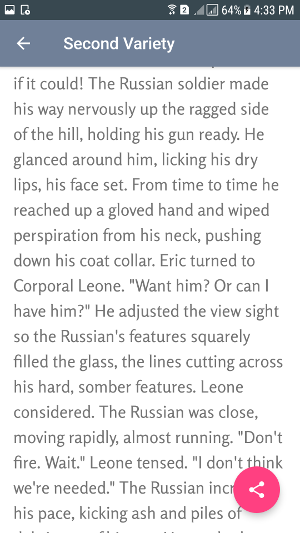 2 64% 4:33 PM
Second Variety
if it could! The Russian soldier made
his way nervously up the ragged side
of the hill, holding his gun ready. He
glanced around him, licking his dry
lips, his face set. From time to time he
reached up a gloved hand and wiped
perspiration from his neck, pushing
down his coat collar. Eric turned to
Corporal Leone. "Want him? Or can I
have him?" He adjusted the view sight
so the Russian's features squarely
filled the glass, the lines cutting across
his hard, somber features. Leone
considered. The Russian was close,
moving rapidly, almost running. "Don't
fire. Wait." Leone tensed. "I don't think
we're needed." The Russian incr
his pace, kicking ash and piles of